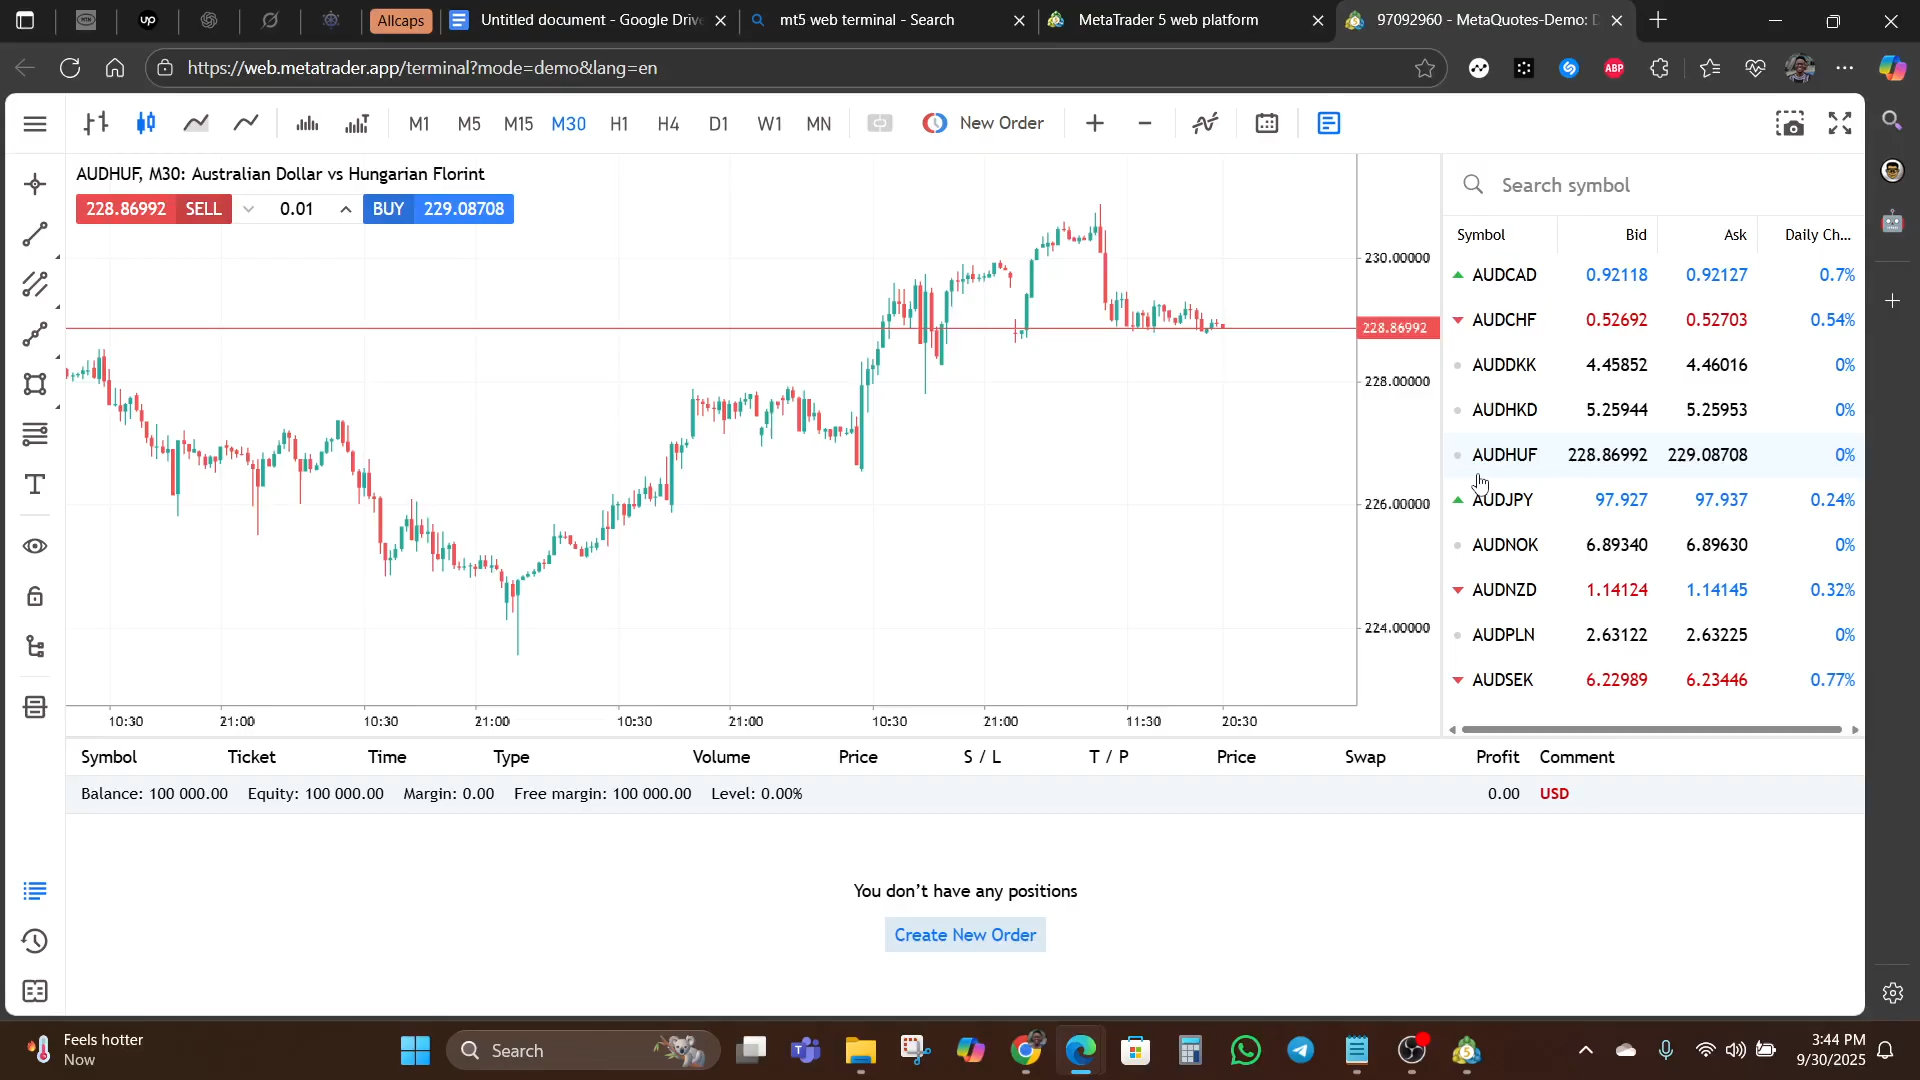 up
Allcaps
Untitled document - Google Drive
mt5 web terminal - Search
MetaTrader 5 web platform
97092960 - MetaQuotes-Demo: D
https://web.metatrader.app/terminal?mode=demo&lang=en
ABP
M1 M5 M15 M30 H1 H4 D1 W1 MN New Order
AUDHUF, M30: Australian Dollar vs Hungarian Florint
228.86992 SELL 0.01 BUY 229.08708
230.00000
228.86992
228.00000
226.00000
224.00000
10:30 21:00 10:30 21:00 10:30 21:00 10:30 21:00 11:30 20:30
Search symbol
Symbol Bid Ask Daily Ch...
AUDCAD 0.92118 0.92127 0.7%
AUDCHF 0.52692 0.52703 0.54%
AUDDKK 4.45852 4.46016 0%
AUDHKD 5.25944 5.25953 0%
AUDHUF 228.86992 229.08708 0%
AUDJPY 97.927 97.937 0.24%
AUDNOK 6.89340 6.89630 0%
AUDNZD 1.14124 1.14145 0.32%
AUDPLN 2.63122 2.63225 0%
AUDSEK 6.22989 6.23446 0.77%
Symbol Ticket Time Type Volume Price S / L T / P Price Swap Profit Comment
Balance: 100 000.00 Equity: 100 000.00 Margin: 0.00 Free margin: 100 000.00 Level: 0.00% 0.00 USD
You don't have any positions
Create New Order
Feels hotter
Now
Search
3:44 PM
9/30/2025